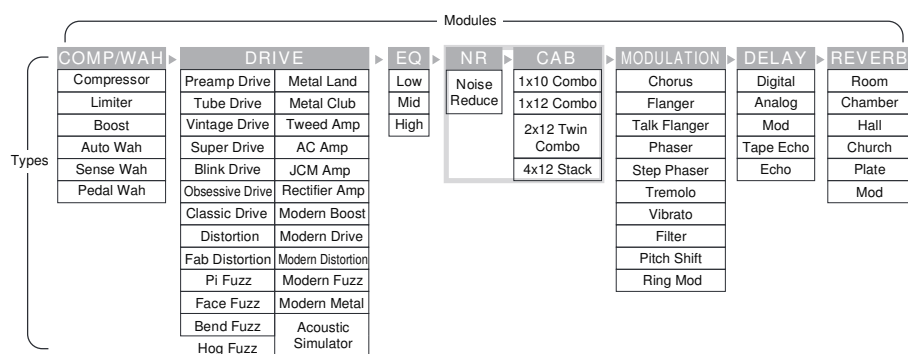 Modules
Types
COMP/WAH
Compressor
Limiter
Boost
Auto Wah
Sense Wah
Pedal Wah
DRIVE
Preamp Drive
Tube Drive
Vintage Drive
Super Drive
Blink Drive
Obsessive Drive
Classic Drive
Distortion
Fab Distortion
Pi Fuzz
Face Fuzz
Bend Fuzz
Hog Fuzz
Metal Land
Metal Club
Tweed Amp
AC Amp
JCM Amp
Rectifier Amp
Modern Boost
Modern Drive
Modern Distortion
Modern Fuzz
Modern Metal
Acoustic
Simulator
EQ
Low
Mid
High
NR
Noise
Reduce
CAB
1x10 Combo
1x12 Combo
2x12 Twin
Combo
4x12 Stack
MODULATION
Chorus
Flanger
Talk Flanger
Phaser
Step Phaser
Tremolo
Vibrato
Filter
Pitch Shift
Ring Mod
DELAY
Digital
Analog
Mod
Tape Echo
Echo
REVERB
Room
Chamber
Hall
Church
Plate
Mod